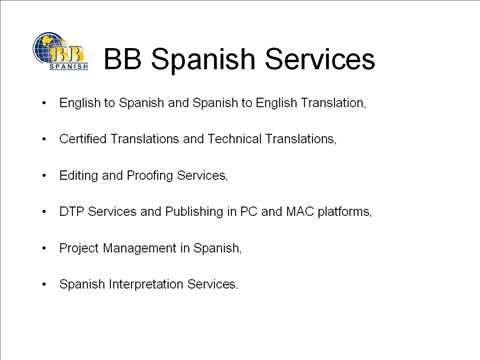 BB
SPANISH
BB Spanish Services
• English to Spanish and Spanish to English Translation,
• Certified Translations and Technical Translations,
• Editing and Proofing Services,
• DTP Services and Publishing in PC and MAC platforms,
• Project Management in Spanish,
• Spanish Interpretation Services.